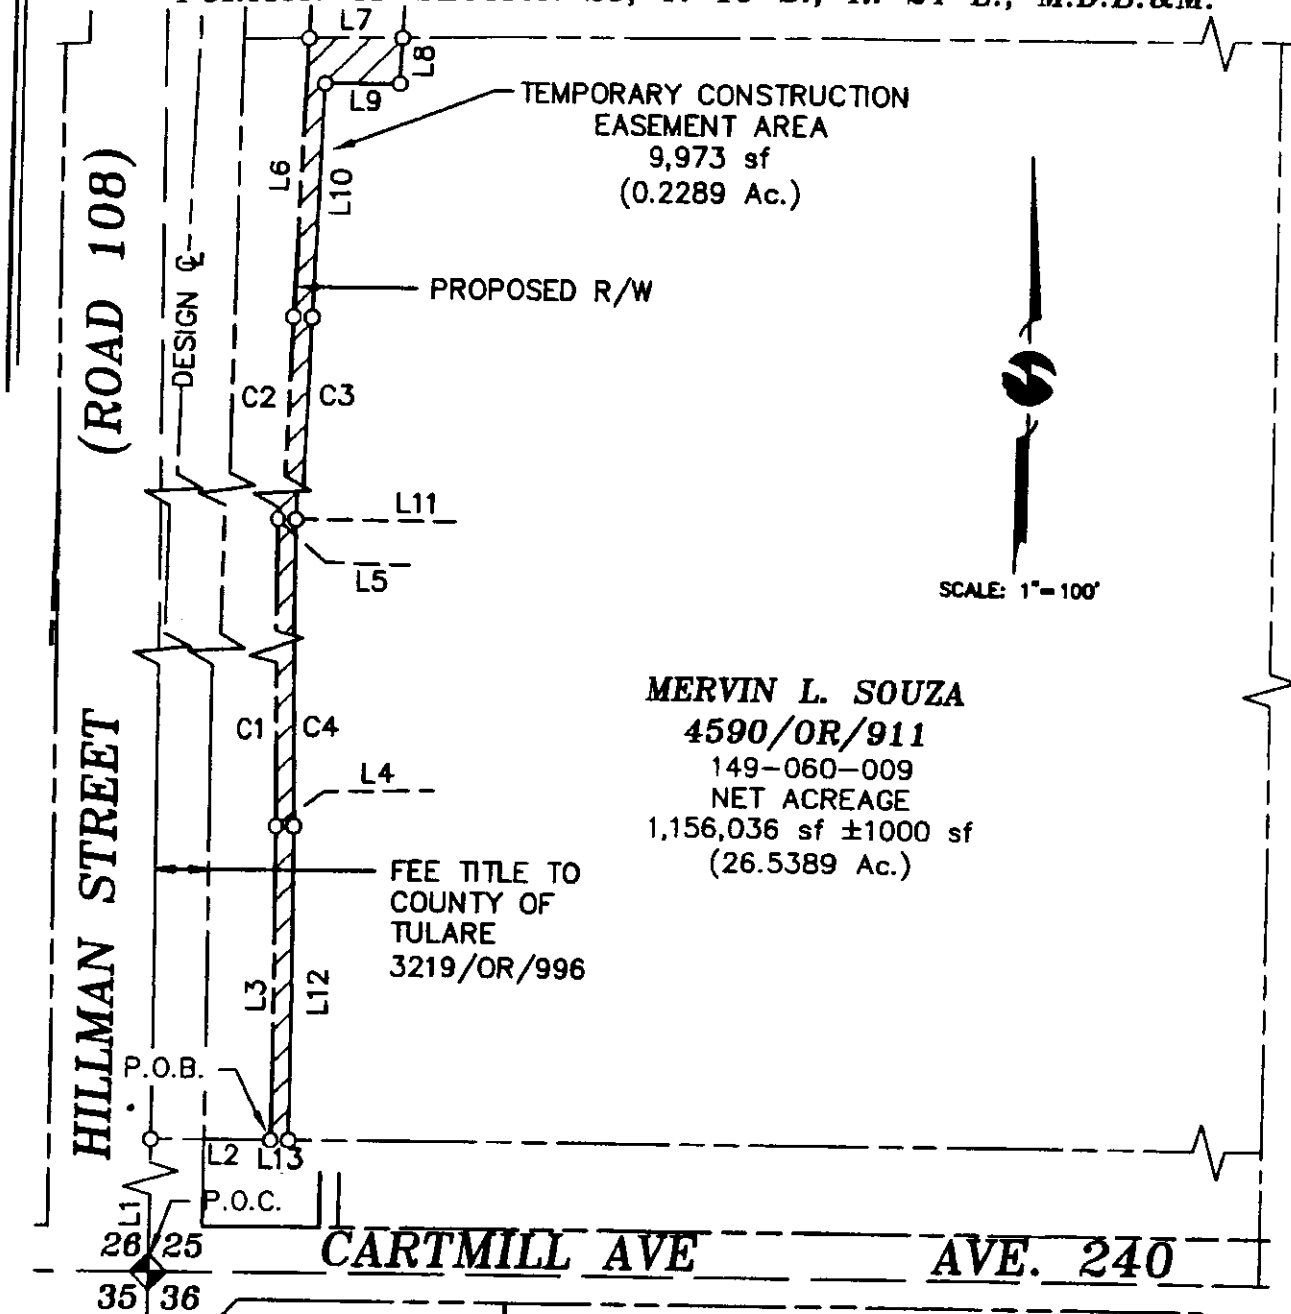 L7
L8
L9
TEMPORARY CONSTRUCTION
EASEMENT AREA
9,973 sf
(0.2289 Ac.)
L6
L10
(ROAD 108)
DESIGN ℄
PROPOSED R/W
C2
C3
L11
L5
SCALE: 1"=100'
MERVIN L. SOUZA
4590/OR/911
149-060-009
NET ACREAGE
1,156,036 sf ±1000 sf
(26.5389 Ac.)
C1
C4
L4
HILLMAN STREET
FEE TITLE TO
COUNTY OF
TULARE
3219/OR/996
L3
L12
P.O.B.
L2
L13
L1
P.O.C.
26
25
CARTMILL AVE
AVE. 240
35
36